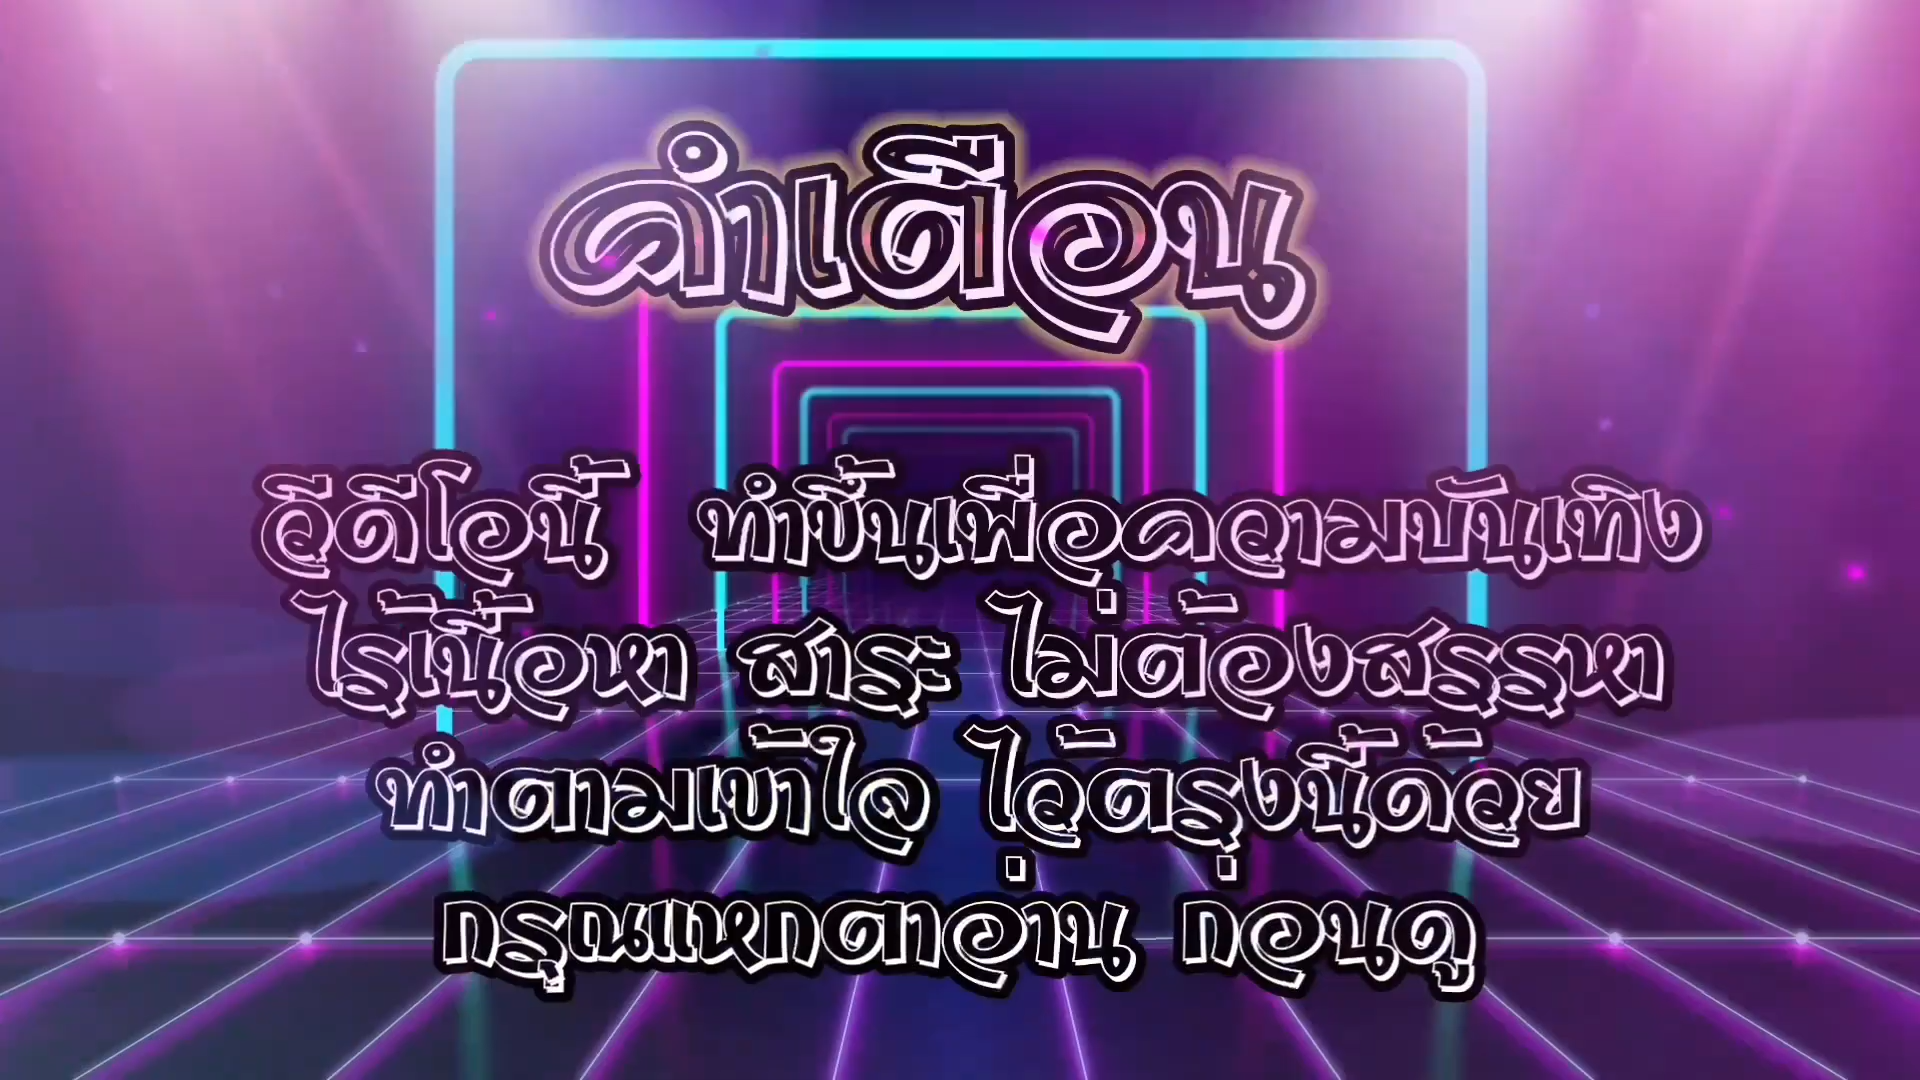 คำเตือน
วีดีโอนี้ ทำขึ้นเพื่อความบันเทิง
ไร้เนื้อหา สาระ ไม่ต้องสรรหา
ทำตามเข้าใจ ไว้ตรุงนี้ด้วย
กรุณแหกตาอ่าน ก่อนดู